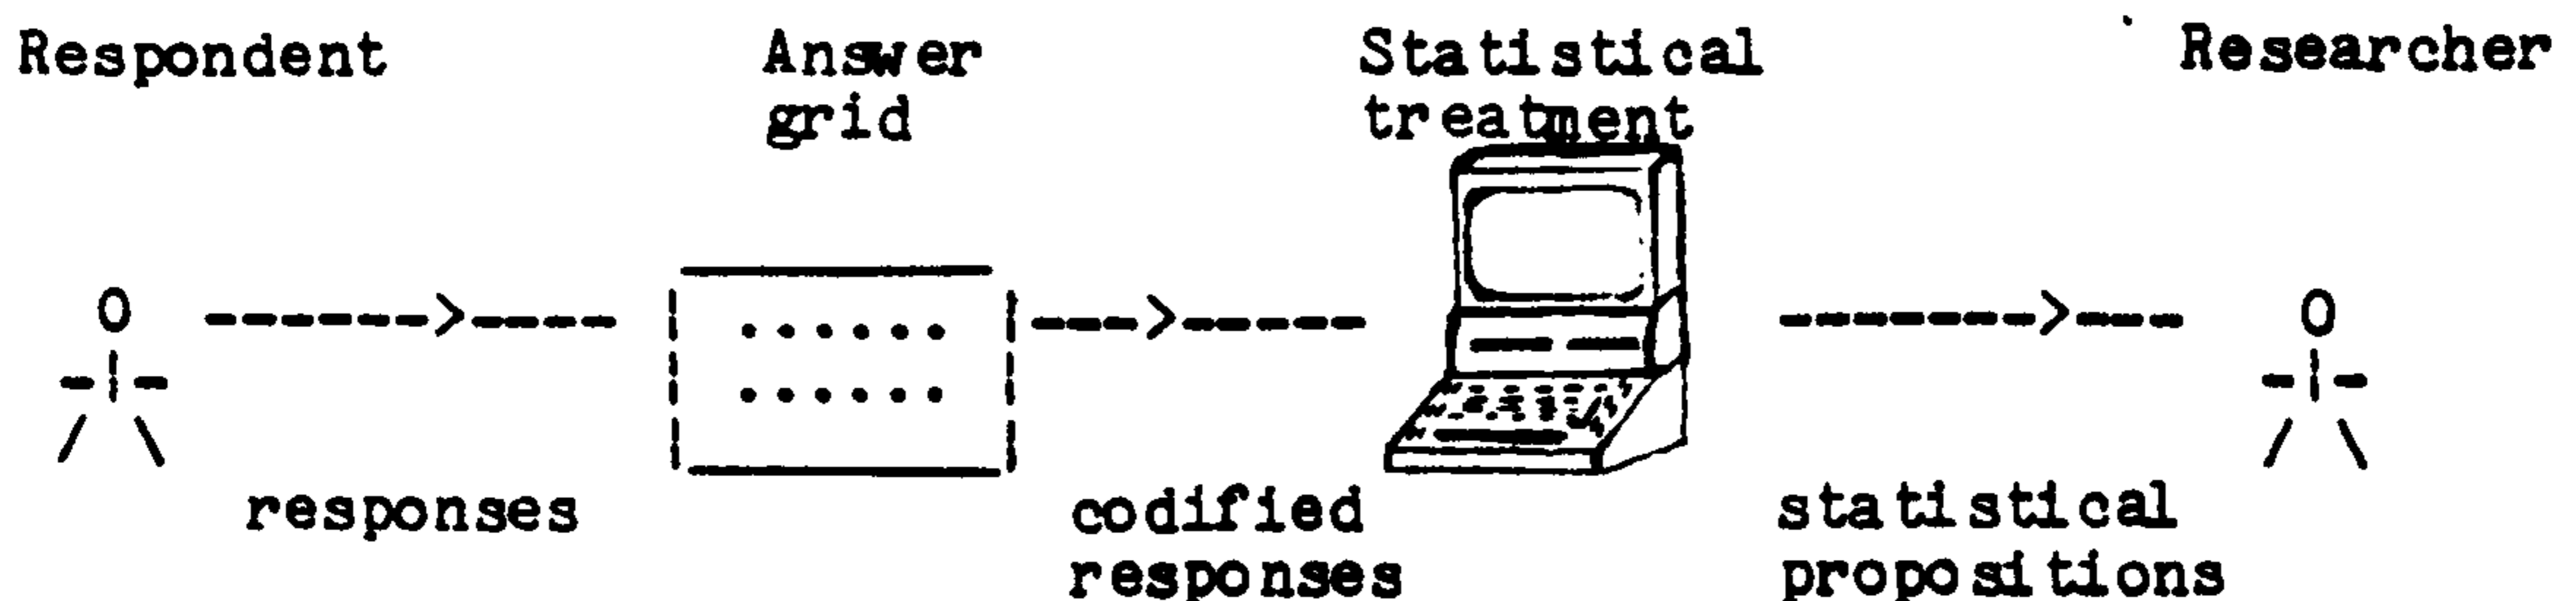 Respondent
Answer
grid
Statistical
treatment
Researcher
responses
codified
responses
statistical
propositions